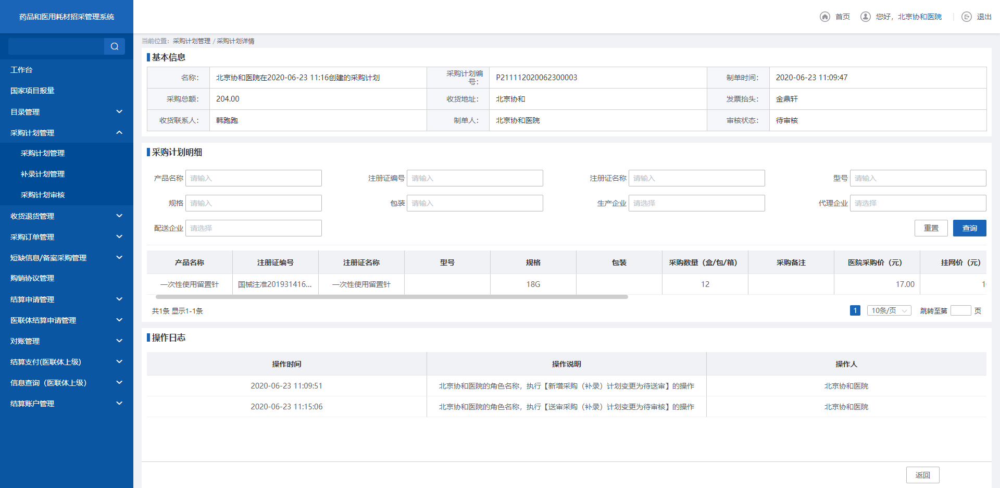 药品和医用耗材招采管理系统
首页
您好，北京协和医院
退出
工作台
国家项目报量
目录管理
采购计划管理
采购计划管理
补录计划管理
采购计划审核
收货退货管理
采购订单管理
短缺信息/备案采购管理
购销协议管理
结算申请管理
医联体结算申请管理
对账管理
结算支付(医联体上级)
信息查询（医联体上级）
结算账户管理
当前位置：采购计划管理 / 采购计划详情
基本信息
名称： 北京协和医院在2020-06-23 11:16创建的采购计划 采购计划编号： P211112020062300003 制单时间： 2020-06-23 11:09:47
采购总额： 204.00 收货地址： 北京协和 发票抬头： 金鼎轩
收货联系人： 韩跑跑 制单人： 北京协和医院 审核状态： 待审核
采购计划明细
产品名称 请输入 注册证编号 请输入 注册证名称 请输入 型号 请输入
规格 请输入 包装 请输入 生产企业 请选择 代理企业 请选择
配送企业 请选择 重置 查询
产品名称 注册证编号 注册证名称 型号 规格 包装 采购数量（盒/包/箱） 采购备注 医院采购价（元） 挂网价（元）
一次性使用留置针 国械注准201931416... 一次性使用留置针 18G 12 17.00
共1条 显示1-1条 1 10条/页 跳转至第 页
操作日志
操作时间 操作说明 操作人
2020-06-23 11:09:51 北京协和医院的角色名称，执行【新增采购（补录）计划变更为待送审】的操作 北京协和医院
2020-06-23 11:15:06 北京协和医院的角色名称，执行【送审采购（补录）计划变更为待审核】的操作 北京协和医院
返回